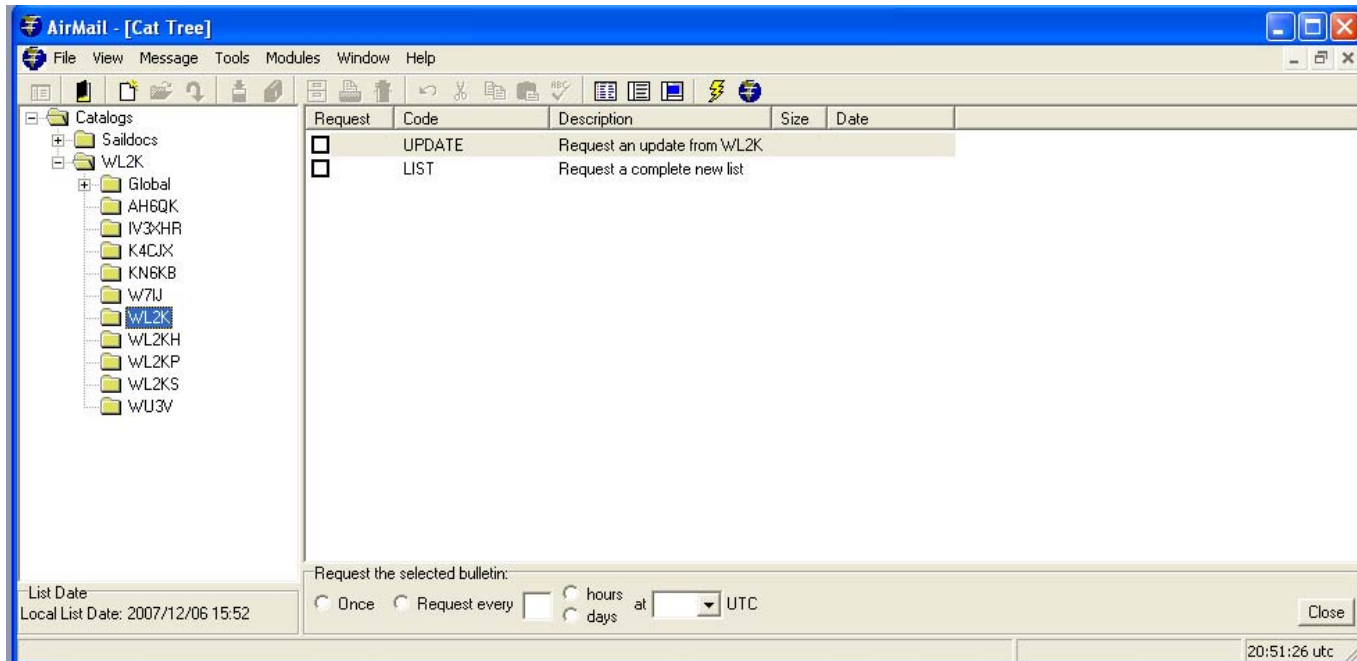 AirMail - [Cat Tree]
File View Message Tools Modules Window Help
ABC
Catalogs
Saildocs
WL2K
Global
AH6QK
IV3XHR
K4CJX
KN6KB
W7IJ
WL2K
WL2KH
WL2KP
WL2KS
WU3V
Request Code Description Size Date
UPDATE Request an update from WL2K
LIST Request a complete new list
List Date
Local List Date: 2007/12/06 15:52
Request the selected bulletin:
Once Request every hours days at UTC
Close
20:51:26 utc